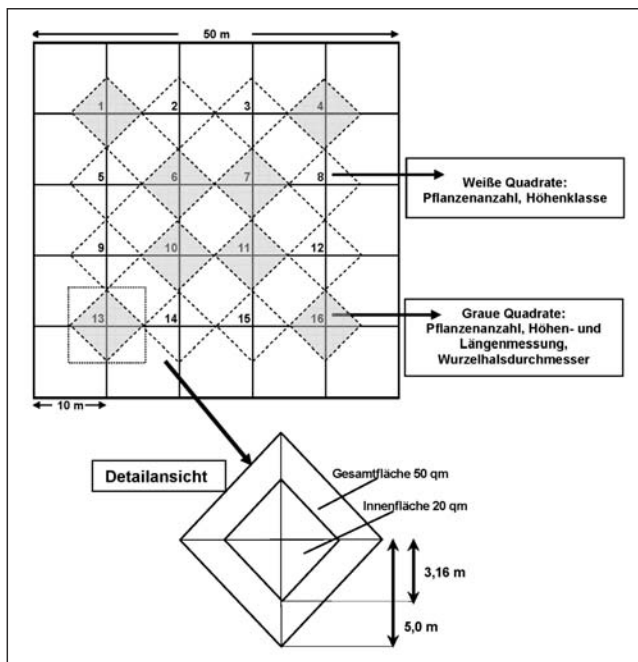 50 m
1 2 3 4
5 6 7 8
Weiße Quadrate:
Pflanzenanzahl, Höhenklasse
9 10 11 12
13 14 15 16
Graue Quadrate:
Pflanzenanzahl, Höhen- und
Längenmessung,
Wurzelhalsdurchmesser
10 m
Detailansicht
Gesamtfläche 50 qm
Innenfläche 20 qm
3,16 m
5,0 m